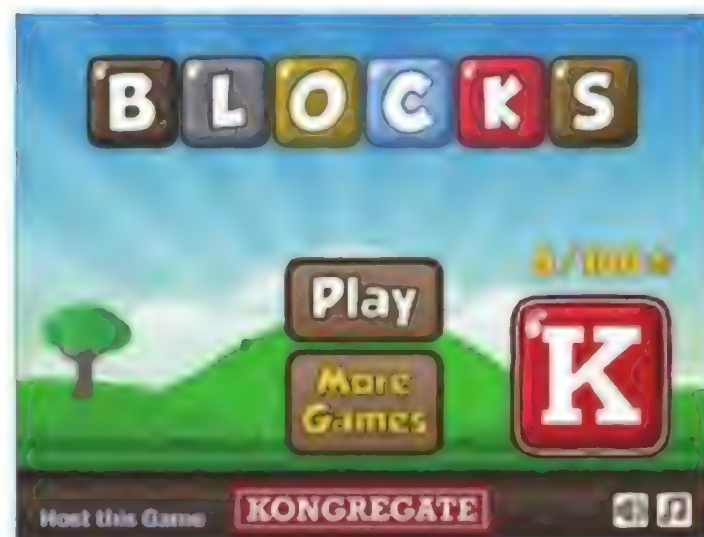 BLOCKS
Play
More
Games
K
Host this Game
KONGREGATE